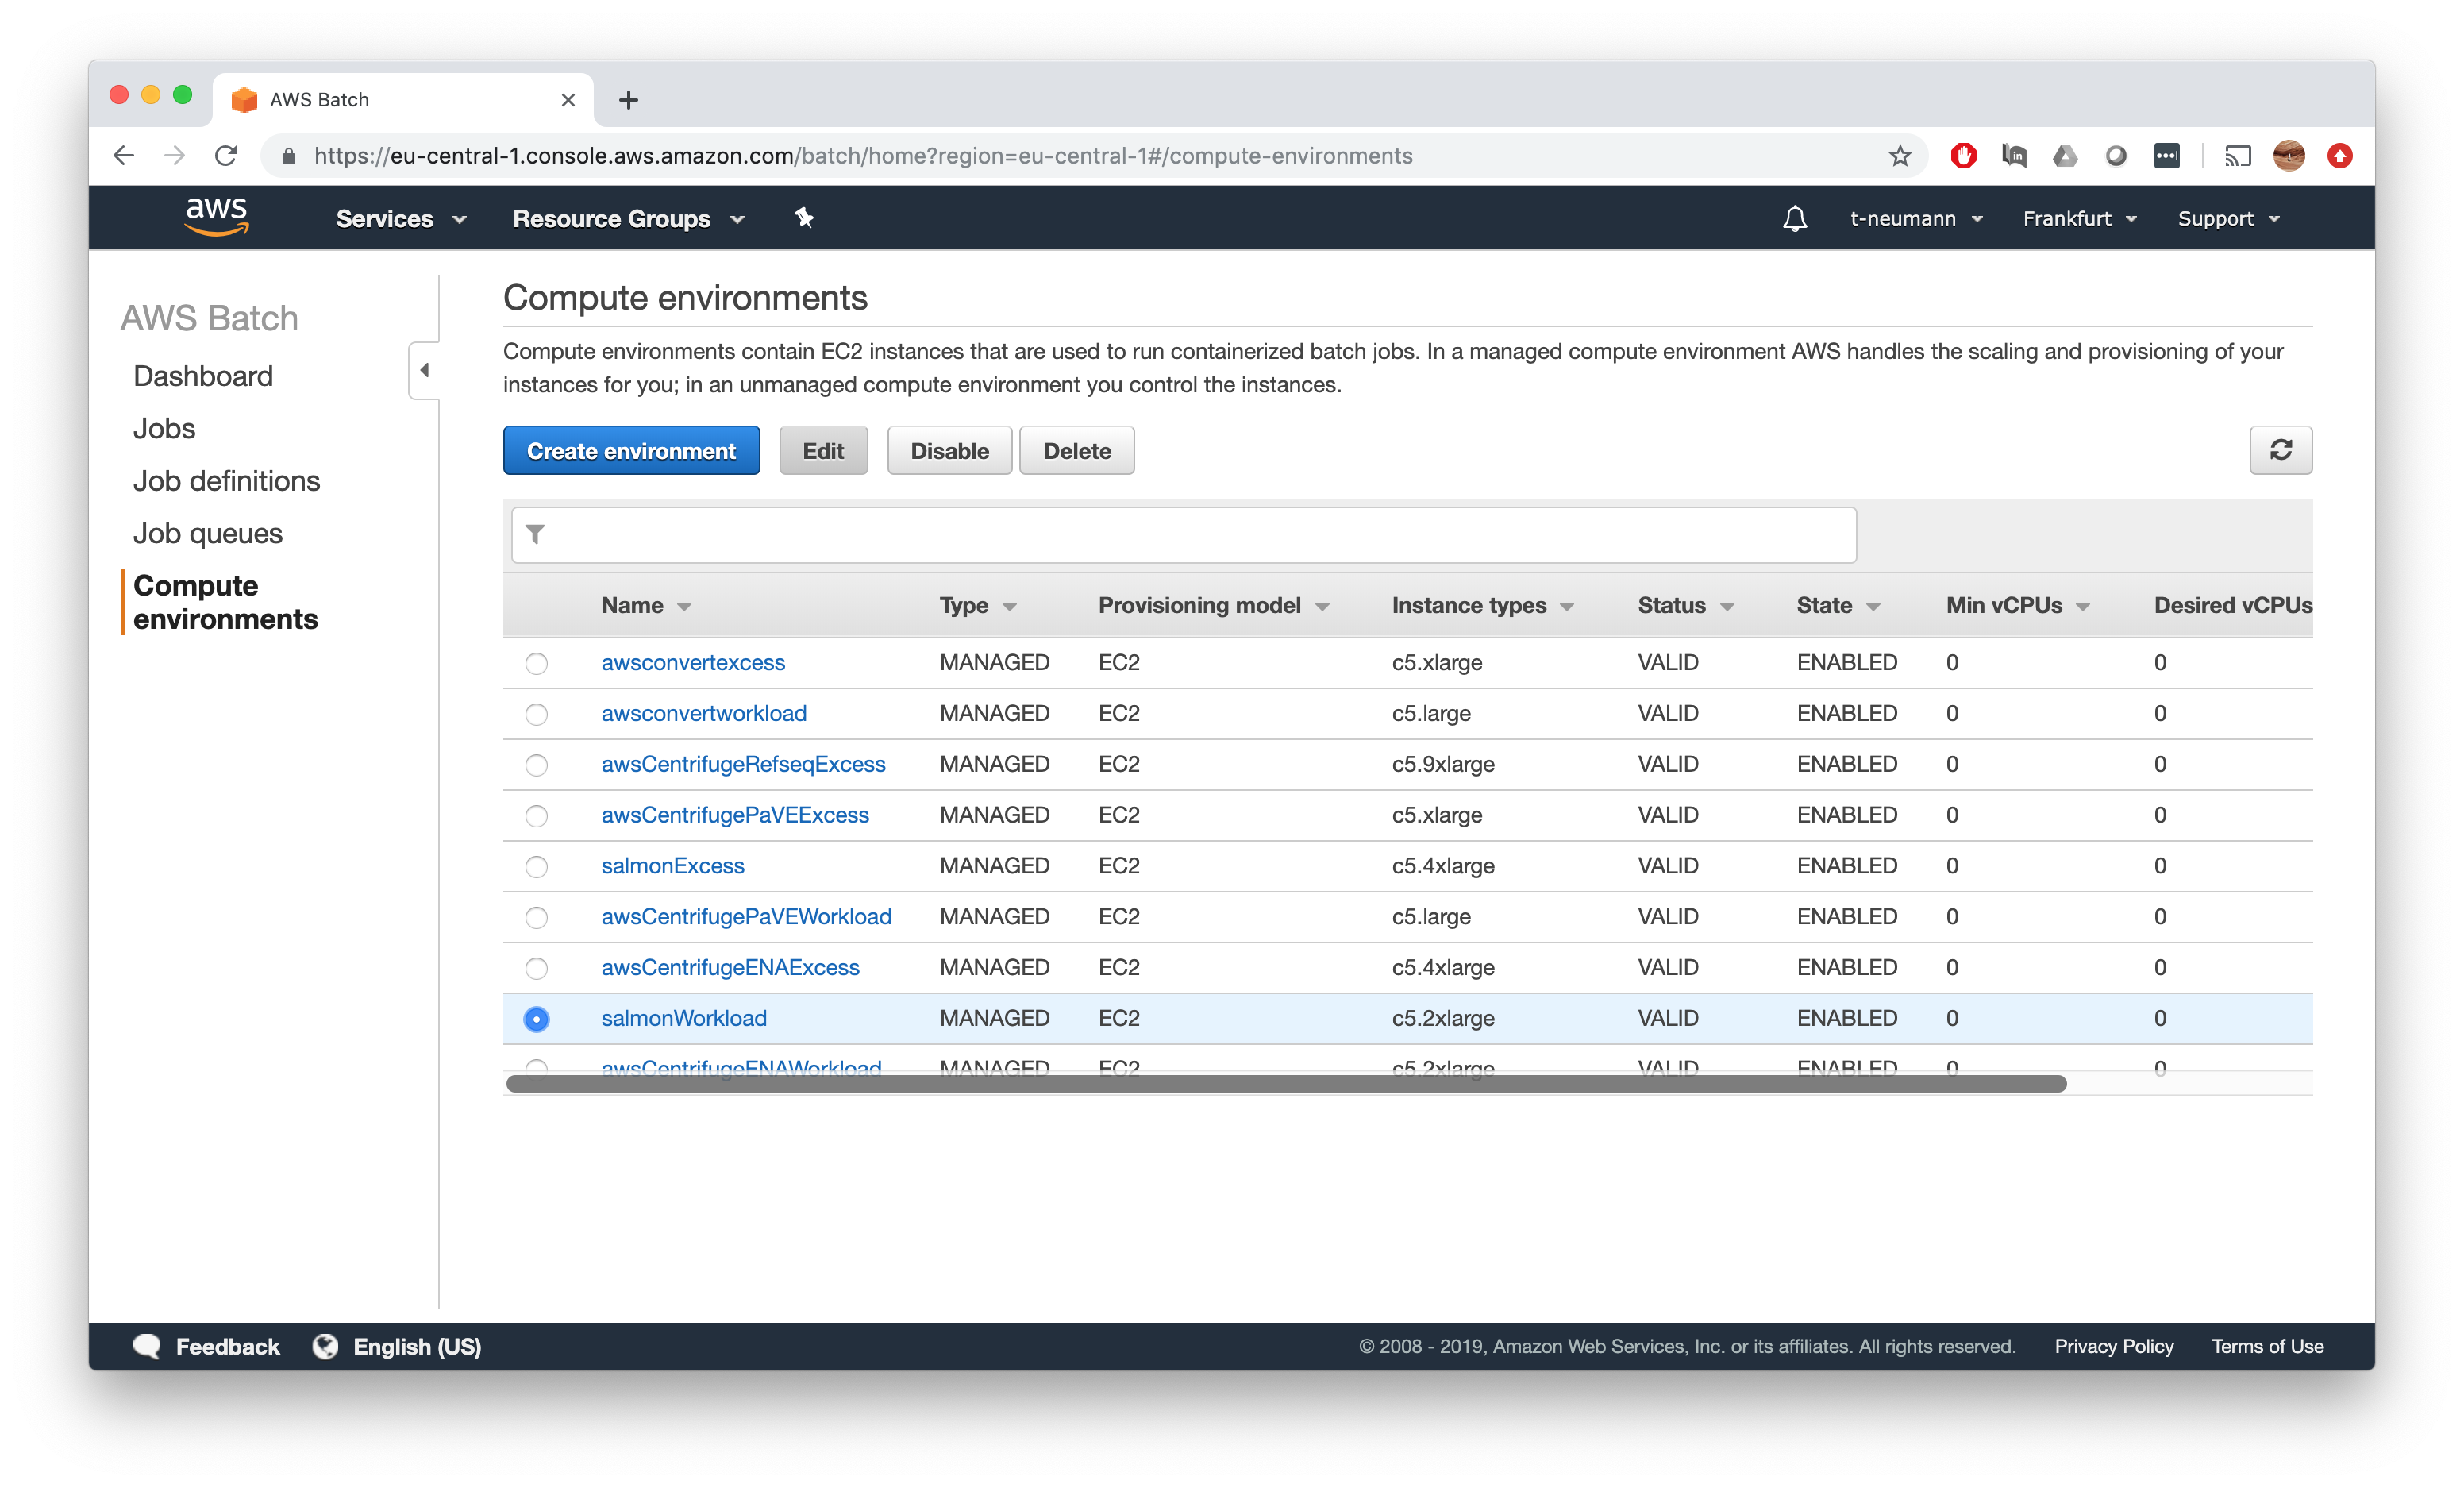 AWS Batch
https://eu-central-1.console.aws.amazon.com/batch/home?region=eu-central-1#/compute-environments
aws Services Resource Groups t-neumann Frankfurt Support
AWS Batch
Dashboard
Jobs
Job definitions
Job queues
Compute
environments
Compute environments
Compute environments contain EC2 instances that are used to run containerized batch jobs. In a managed compute environment AWS handles the scaling and provisioning of your
instances for you; in an unmanaged compute environment you control the instances.
Create environment Edit Disable Delete
Name Type Provisioning model Instance types Status State Min vCPUs Desired vCPUs
awsconvertexcess MANAGED EC2 c5.xlarge VALID ENABLED 0 0
awsconvertworkload MANAGED EC2 c5.large VALID ENABLED 0 0
awsCentrifugeRefseqExcess MANAGED EC2 c5.9xlarge VALID ENABLED 0 0
awsCentrifugePaVEExcess MANAGED EC2 c5.xlarge VALID ENABLED 0 0
salmonExcess MANAGED EC2 c5.4xlarge VALID ENABLED 0 0
awsCentrifugePaVEWorkload MANAGED EC2 c5.large VALID ENABLED 0 0
awsCentrifugeENAExcess MANAGED EC2 c5.4xlarge VALID ENABLED 0 0
salmonWorkload MANAGED EC2 c5.2xlarge VALID ENABLED 0 0
awsCentrifugeENAWorkload MANAGED EC2 c5.2xlarge VALID ENABLED 0 0
Feedback English (US) © 2008 - 2019, Amazon Web Services, Inc. or its affiliates. All rights reserved. Privacy Policy Terms of Use